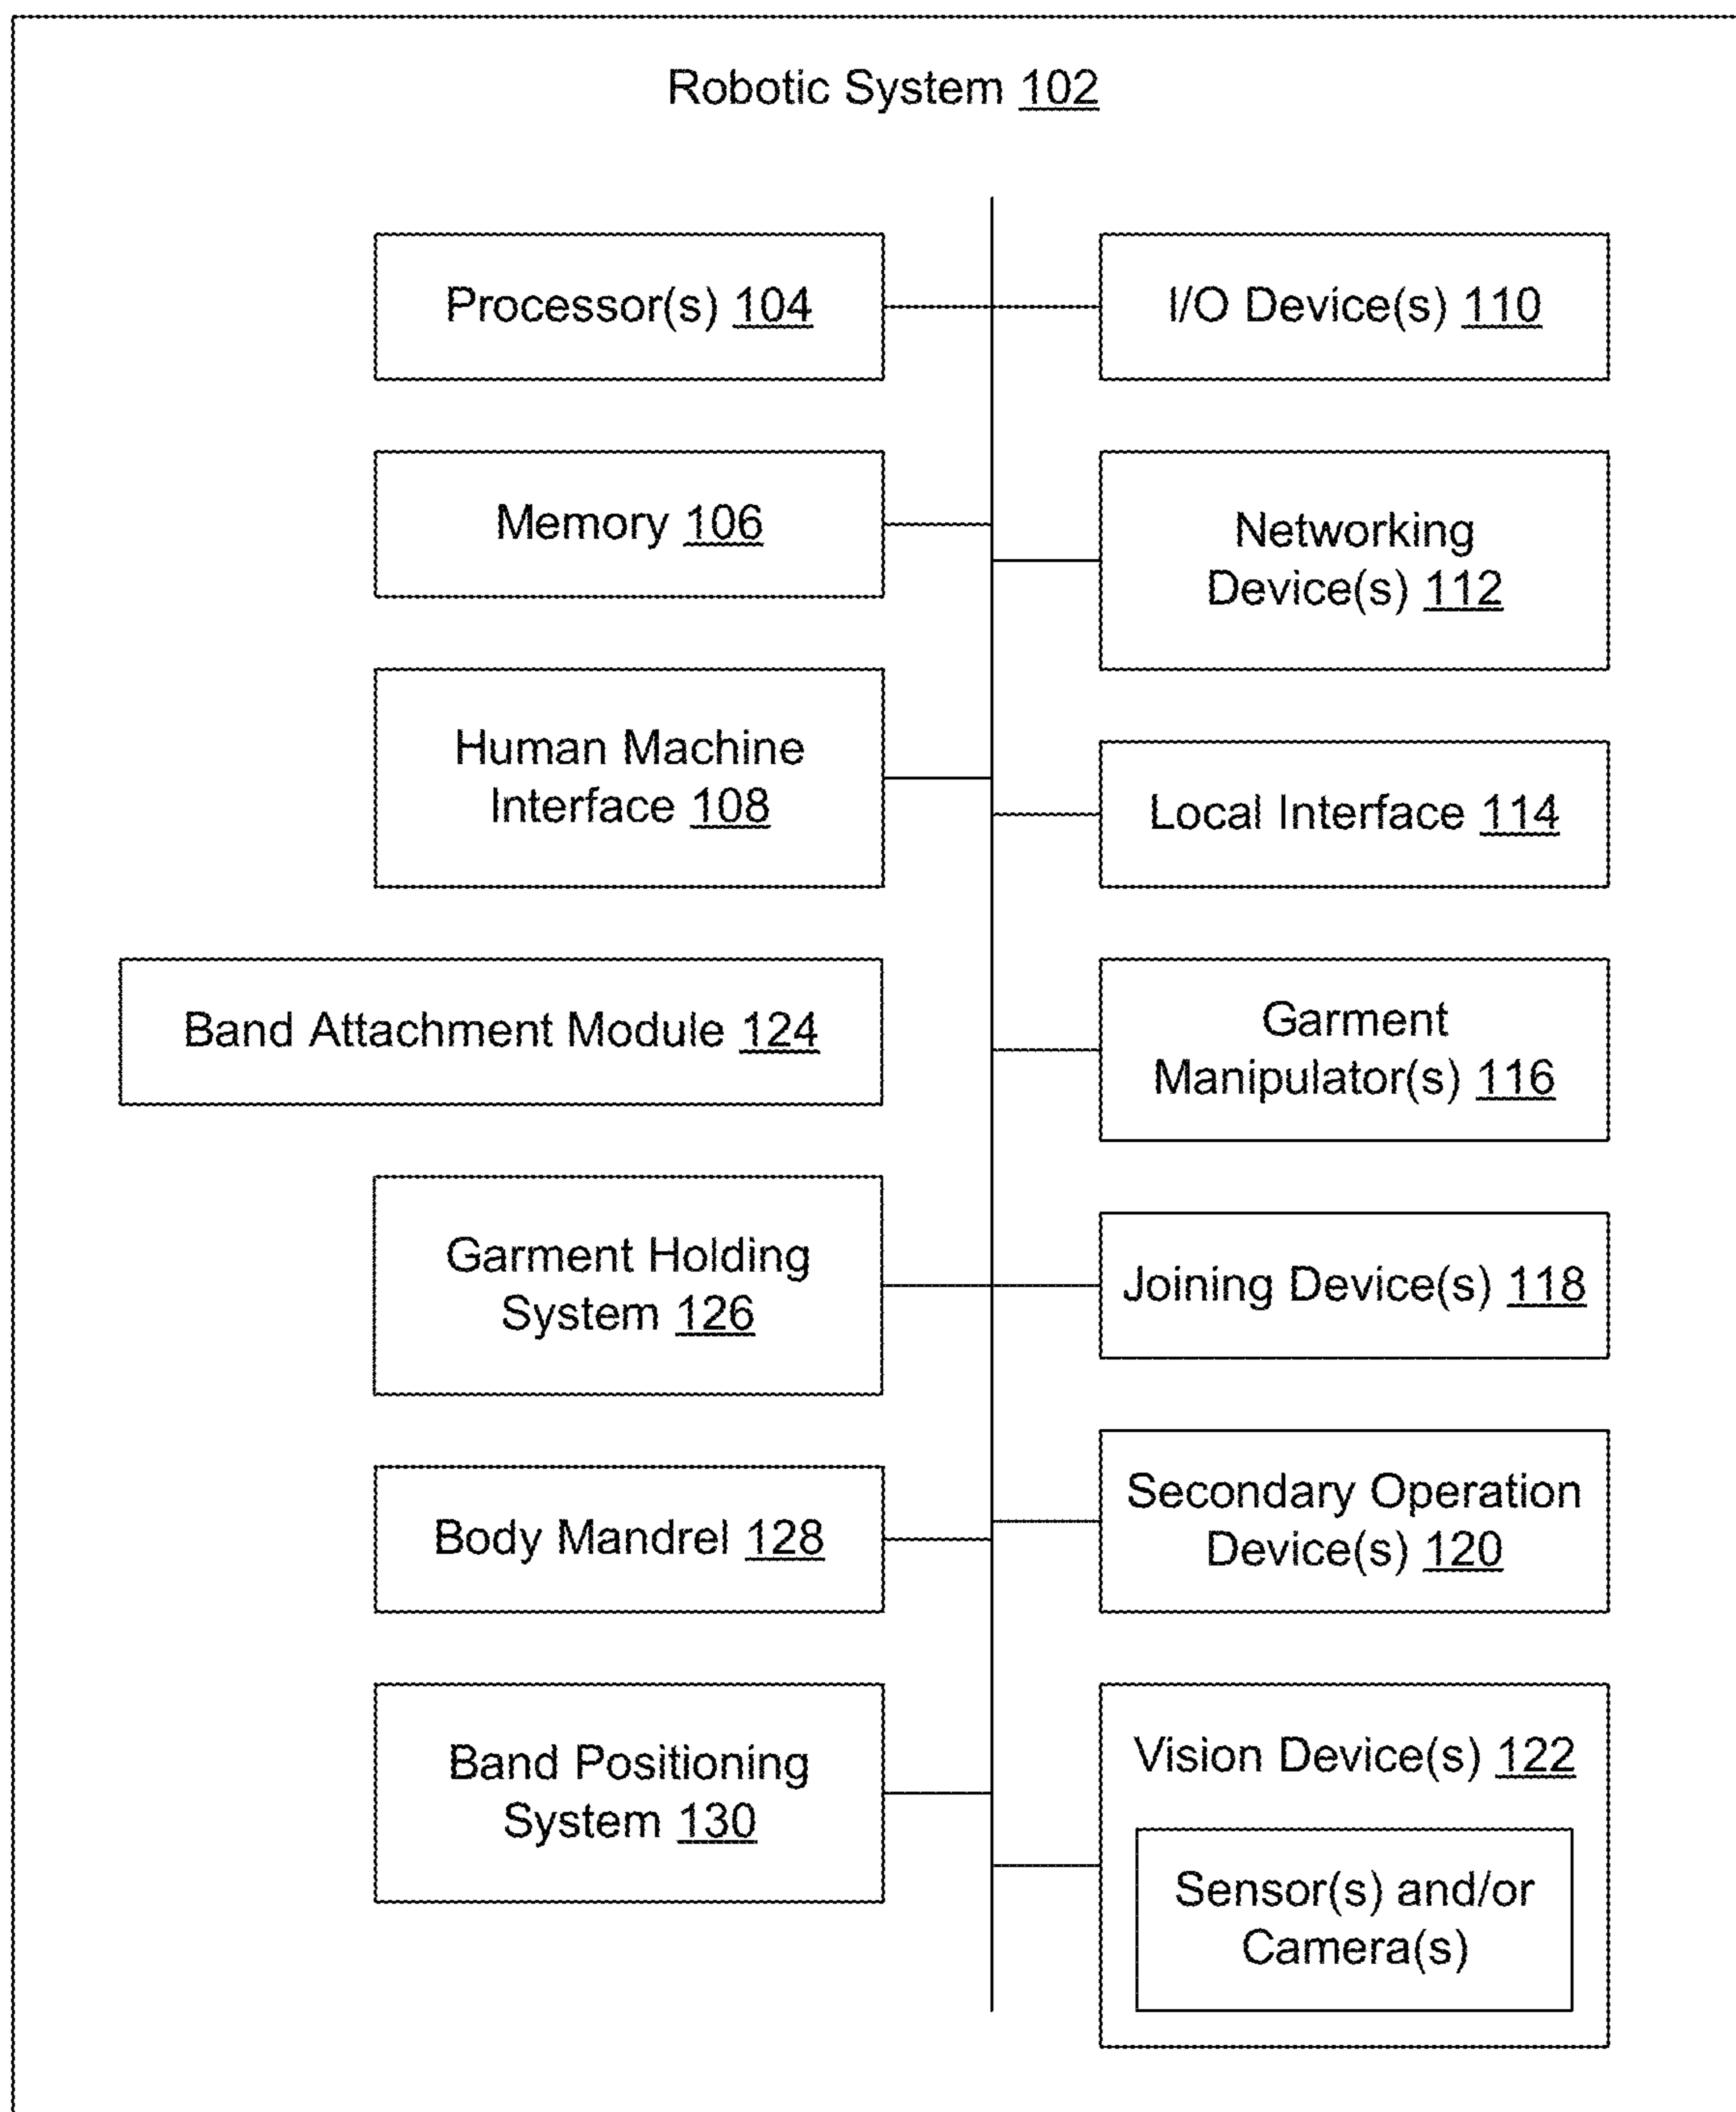 Robotic System 102
Processor(s) 104
Memory 106
Human Machine
Interface 108
Band Attachment Module 124
Garment Holding
System 126
Body Mandrel 128
Band Positioning
System 130
I/O Device(s) 110
Networking
Device(s) 112
Local Interface 114
Garment
Manipulator(s) 116
Joining Device(s) 118
Secondary Operation
Device(s) 120
Vision Device(s) 122
Sensor(s) and/or
Camera(s)